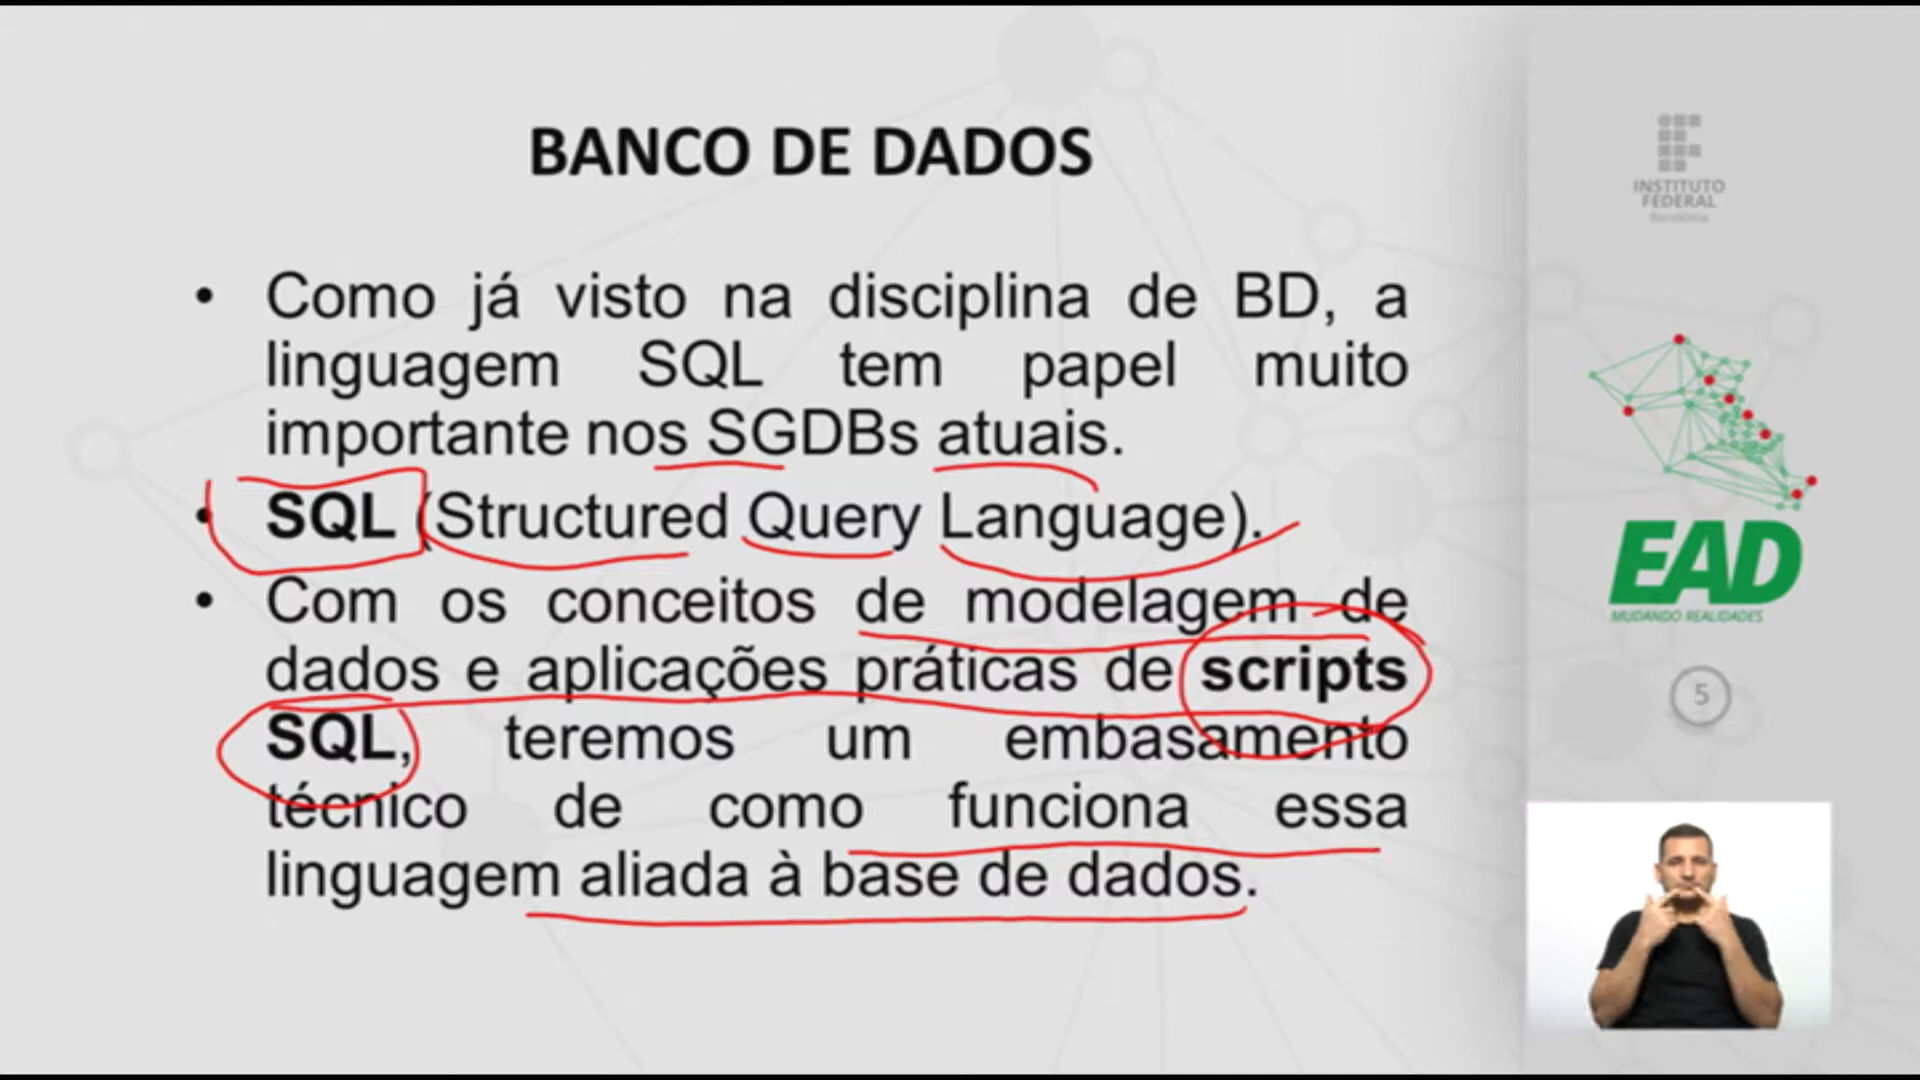 BANCO DE DADOS
• Como já visto na disciplina de BD, a
linguagem SQL tem papel muito
importante nos SGDBs atuais.
• SQL (Structured Query Language).
• Com os conceitos de modelagem de
dados e aplicações práticas de scripts
SQL, teremos um embasamento
técnico de como funciona essa
linguagem aliada à base de dados.
INSTITUTO
FEDERAL
Rondônia
EAD
MUDANDO REALIDADES
5